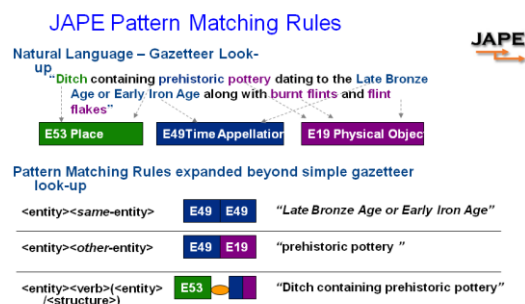 JAPE Pattern Matching Rules
JAPE
Natural Language – Gazetteer Look-
up
“Ditch containing prehistoric pottery dating to the Late Bronze
Age or Early Iron Age along with burnt flints and flint
flakes”
E53 Place
E49Time Appellation
E19 Physical Objec
Pattern Matching Rules expanded beyond simple gazetteer
look-up
<entity><same-entity>
E49 E49
“Late Bronze Age or Early Iron Age”
<entity><other-entity>
E49 E19
“prehistoric pottery ”
<entity><verb>(<entity>
/<structure>)
E53
“Ditch containing prehistoric pottery”